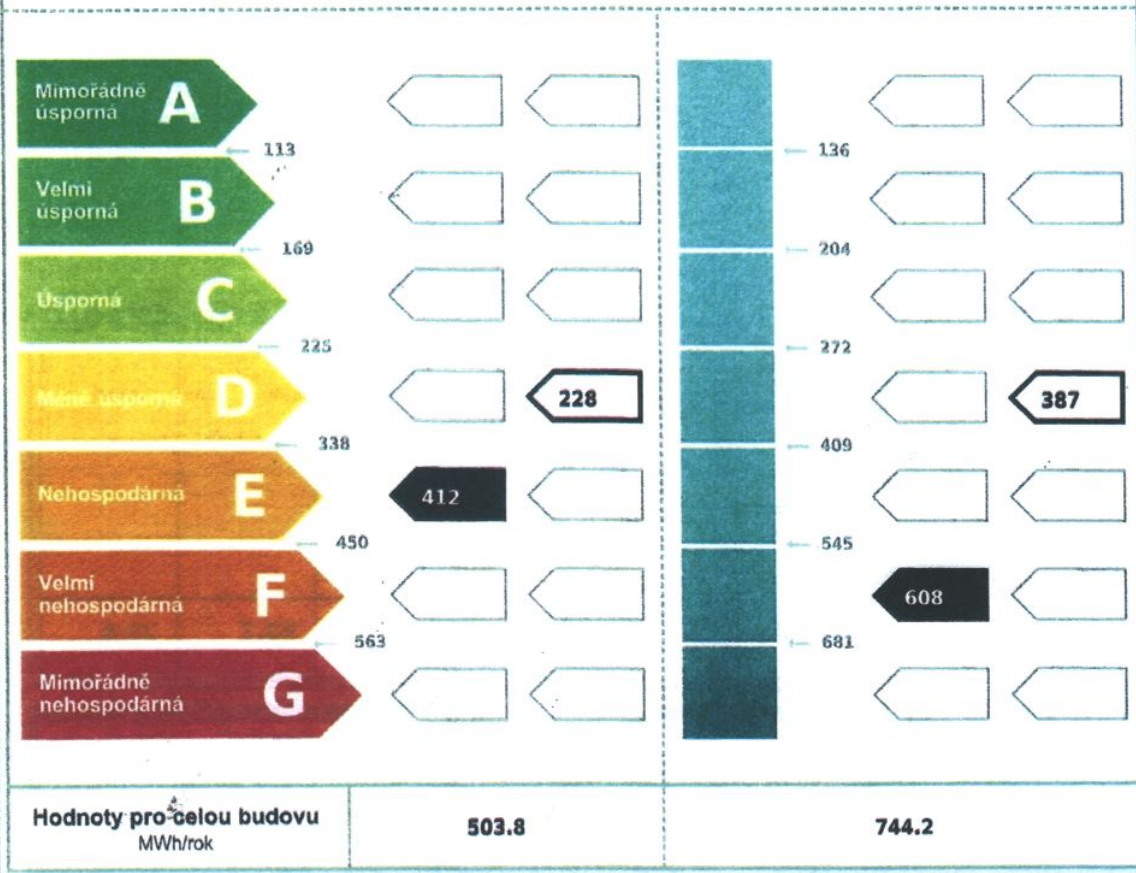 Mimořádně
úsporná A
113
136
Velmi
úsporná B
169
204
Úsporná C
225
272
Méně úsporná D
228
387
338
409
Nehospodárná E
412
450
545
Velmi
nehospodárná F
608
563
681
Mimořádně
nehospodárná G
Hodnoty pro celou budovu
MWh/rok
503.8
744.2